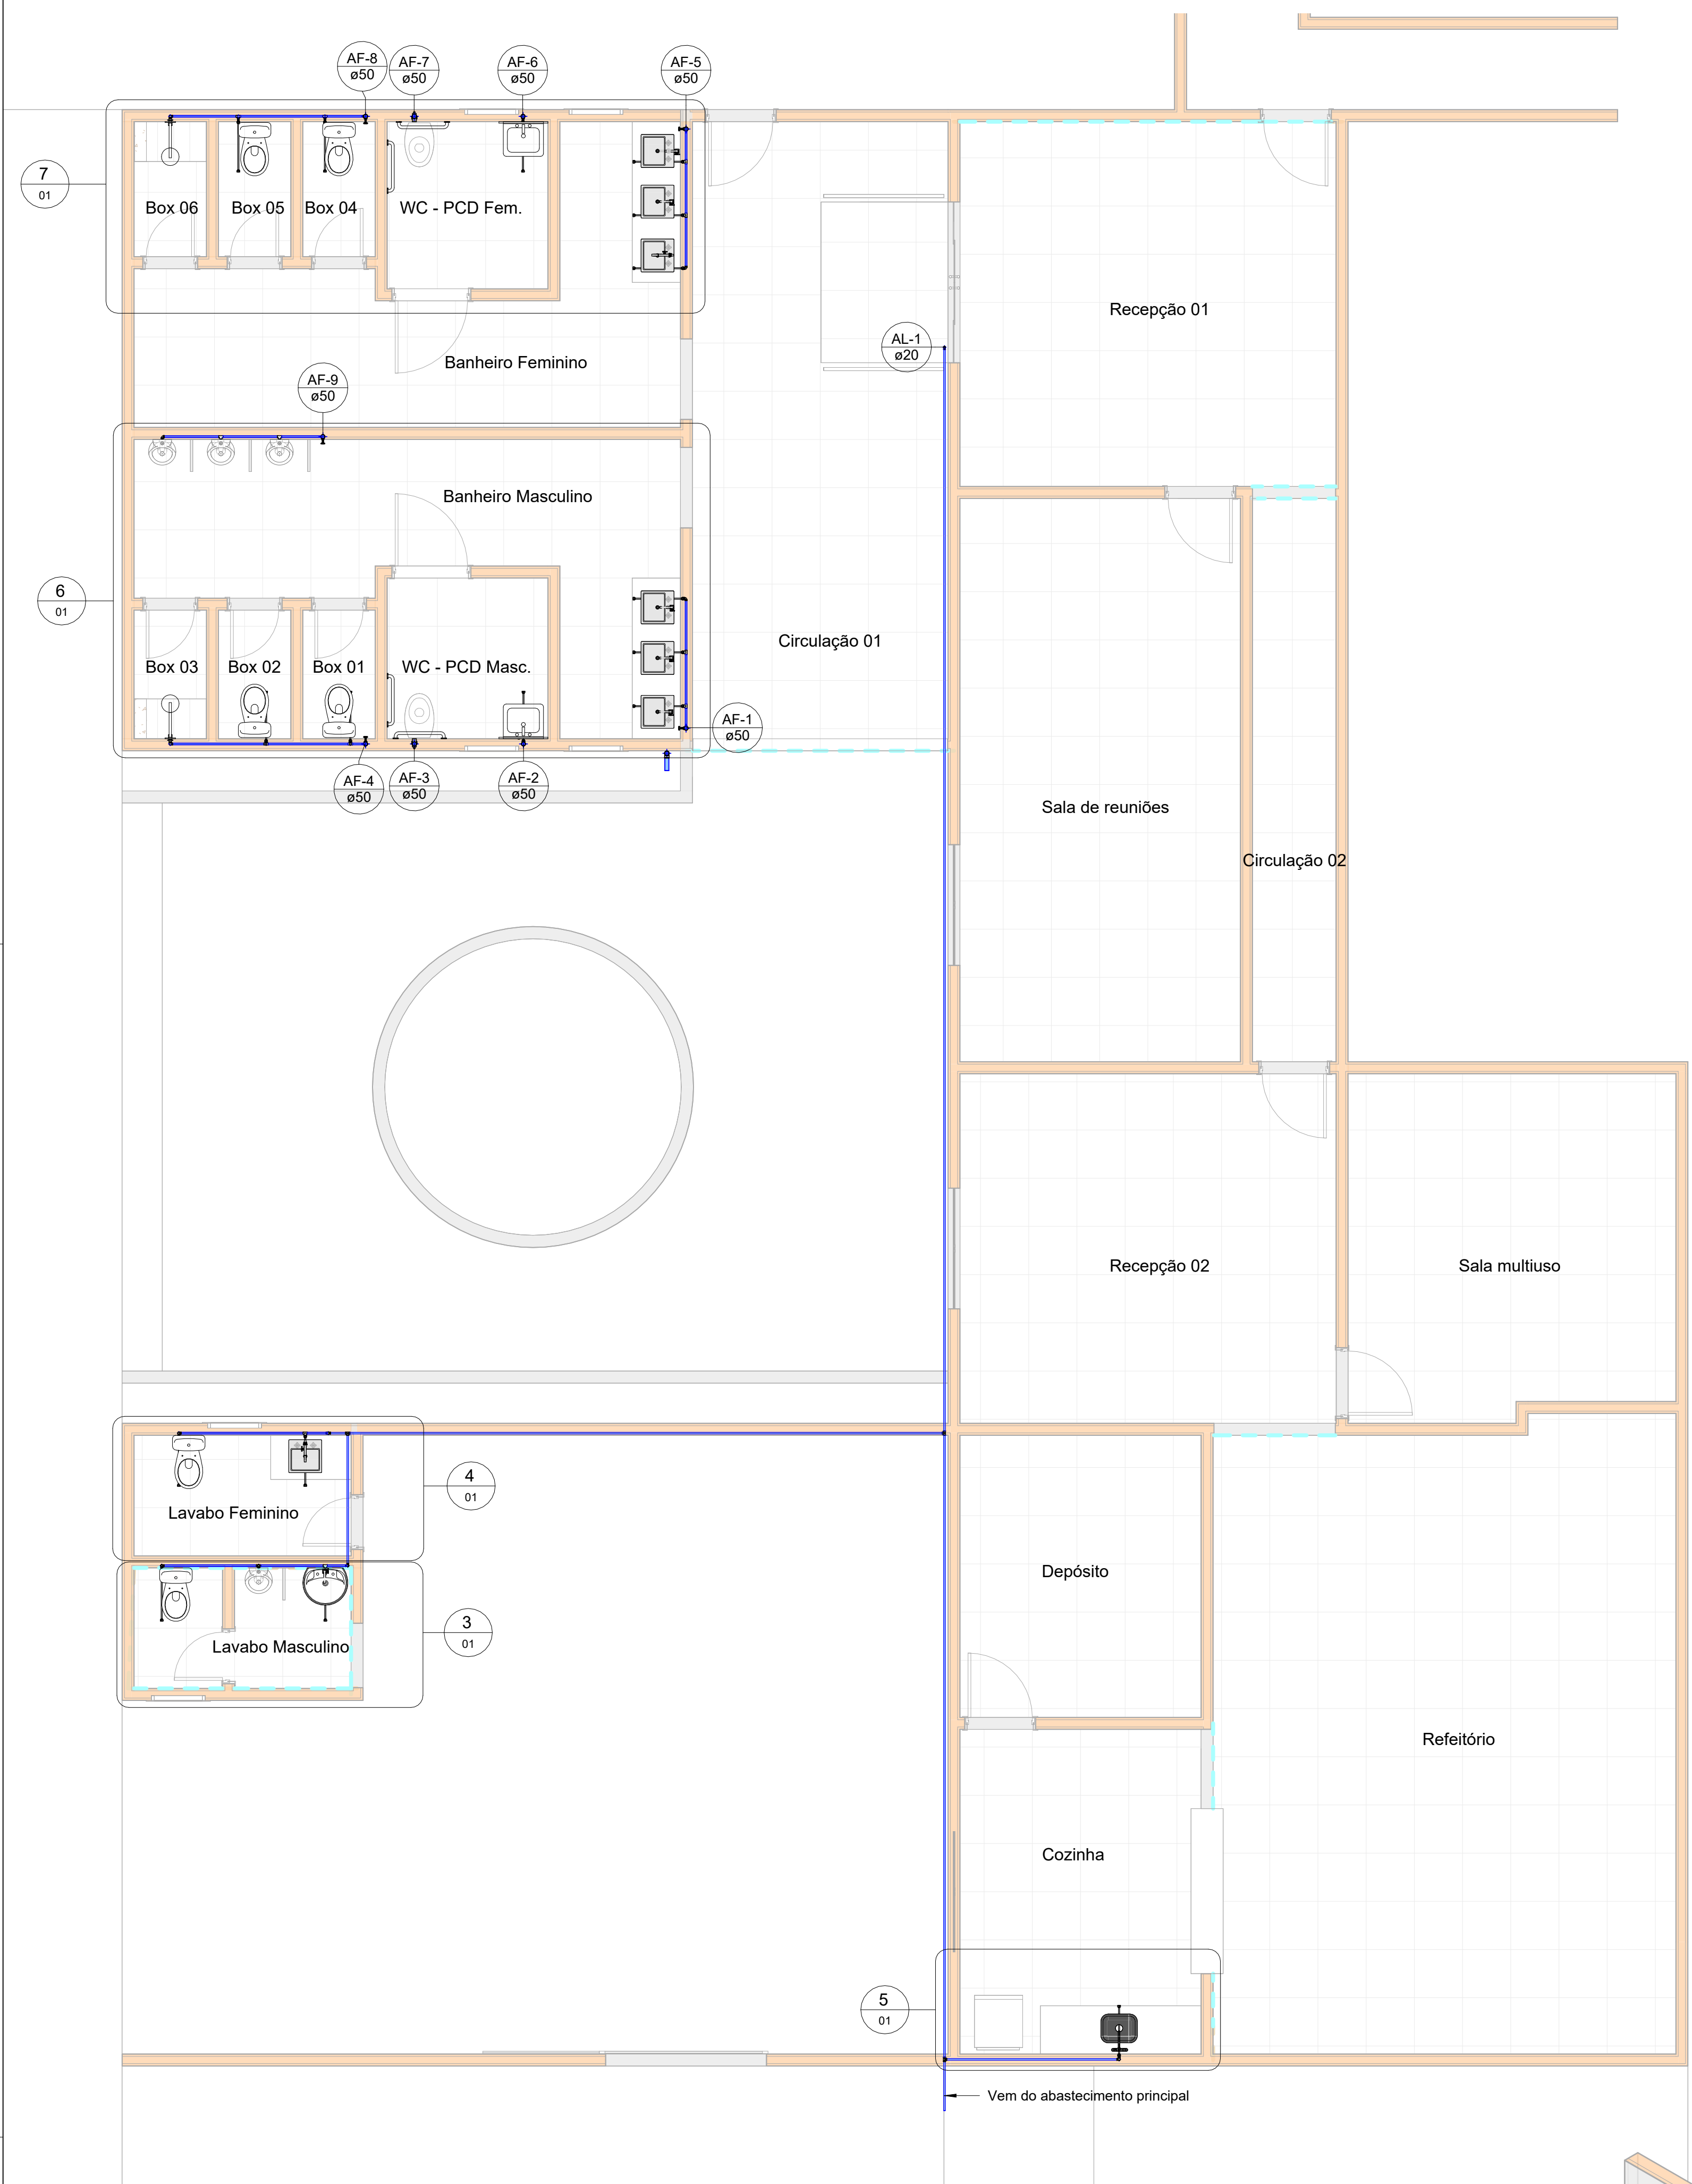 AF-8
ø50
AF-7
ø50
AF-6
ø50
AF-5
ø50
7
01
Box 06
Box 05
Box 04
WC - PCD Fem.
Recepção 01
AL-1
ø20
Banheiro Feminino
AF-9
ø50
Banheiro Masculino
6
01
Circulação 01
Box 03
Box 02
Box 01
WC - PCD Masc.
AF-1
ø50
AF-4
ø50
AF-3
ø50
AF-2
ø50
Sala de reuniões
Circulação 02
Recepção 02
Sala multiuso
4
01
Lavabo Feminino
Depósito
3
01
Lavabo Masculino
Refeitório
Cozinha
5
01
Vem do abastecimento principal